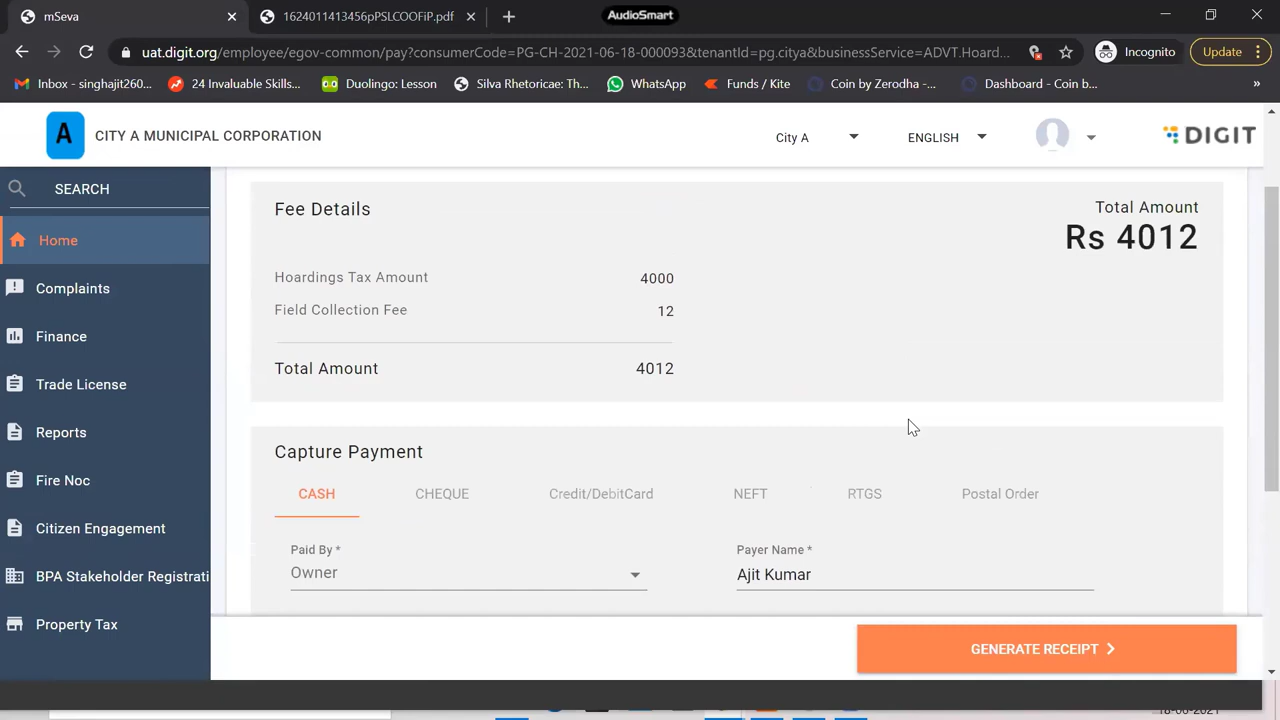 mSeva
1624011413456pPSLCOOFiP.pdf
AudioSmart
uat.digit.org/employee/egov-common/pay?consumerCode=PG-CH-2021-06-18-000093&tenantId=pg.citya&businessService=ADVT.Hoard...
Incognito
Update
Inbox - singhajit260...
24 Invaluable Skills...
Duolingo: Lesson
Silva Rhetoricae: Th...
WhatsApp
Funds / Kite
Coin by Zerodha -...
Dashboard - Coin b...
»
A
CITY A MUNICIPAL CORPORATION
City A
ENGLISH
DIGIT
SEARCH
Home
Complaints
Finance
Trade License
Reports
Fire Noc
Citizen Engagement
BPA Stakeholder Registrati
Property Tax
Fee Details
Total Amount
Rs 4012
Hoardings Tax Amount 4000
Field Collection Fee 12
Total Amount 4012
Capture Payment
CASH CHEQUE Credit/DebitCard NEFT RTGS Postal Order
Paid By * Payer Name *
Owner Ajit Kumar
GENERATE RECEIPT
18-06-2021